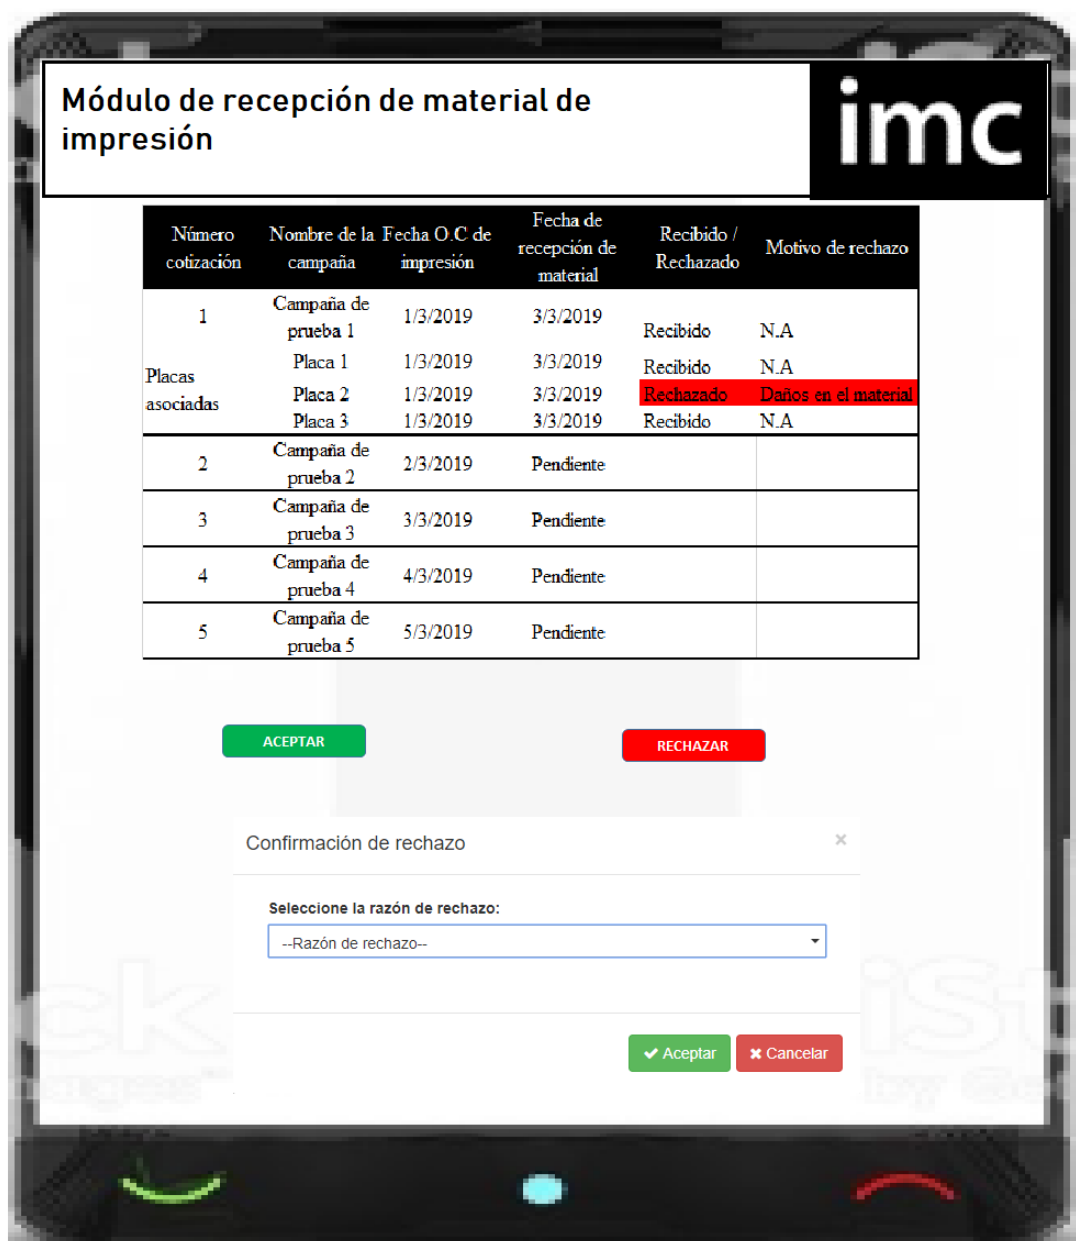 Módulo de recepción de material de
impresión
imc
Número cotización Nombre de la campaña Fecha O.C de impresión Fecha de recepción de material Recibido / Rechazado Motivo de rechazo
1 Campaña de prueba 1 1/3/2019 3/3/2019 Recibido N.A
Placas asociadas
Placa 1 1/3/2019 3/3/2019 Recibido N.A
Placa 2 1/3/2019 3/3/2019 Rechazado Daños en el material
Placa 3 1/3/2019 3/3/2019 Recibido N.A
2 Campaña de prueba 2 2/3/2019 Pendiente
3 Campaña de prueba 3 3/3/2019 Pendiente
4 Campaña de prueba 4 4/3/2019 Pendiente
5 Campaña de prueba 5 5/3/2019 Pendiente
ACEPTAR
RECHAZAR
Confirmación de rechazo ×
Seleccione la razón de rechazo:
--Razón de rechazo--
Aceptar
Cancelar